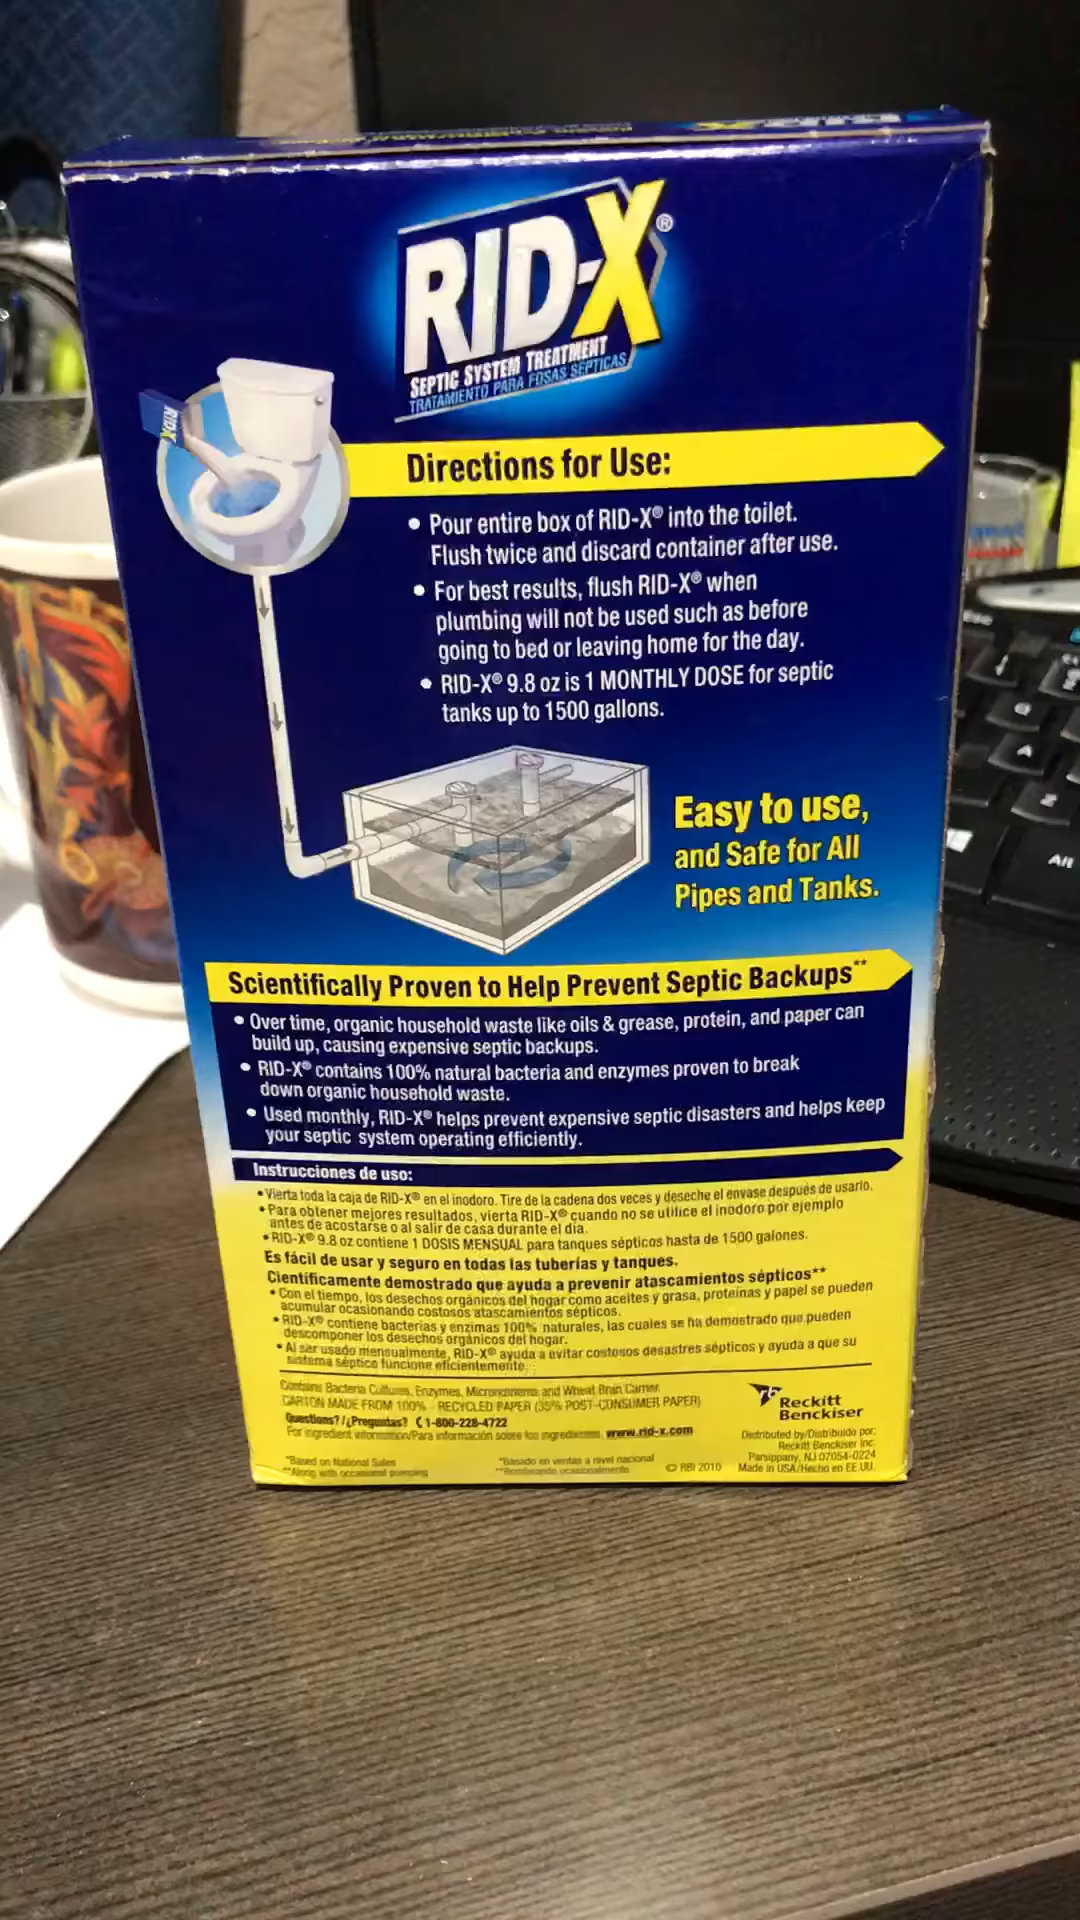 RID-X®
SEPTIC SYSTEM TREATMENT
TRATAMIENTO PARA FOSAS SÉPTICAS
RID-X
Directions for Use:
• Pour entire box of RID-X® into the toilet.
Flush twice and discard container after use.
• For best results, flush RID-X® when
plumbing will not be used such as before
going to bed or leaving home for the day.
• RID-X® 9.8 oz is 1 MONTHLY DOSE for septic
tanks up to 1500 gallons.
Easy to use,
and Safe for All
Pipes and Tanks.
Scientifically Proven to Help Prevent Septic Backups**
• Over time, organic household waste like oils & grease, protein, and paper can
build up, causing expensive septic backups.
• RID-X® contains 100% natural bacteria and enzymes proven to break
down organic household waste.
• Used monthly, RID-X® helps prevent expensive septic disasters and helps keep
your septic system operating efficiently.
Instrucciones de uso:
• Vierta toda la caja de RID-X® en el inodoro. Tire de la cadena dos veces y deseche el envase después de usarlo.
• Para obtener mejores resultados, vierta RID-X® cuando no se utilice el inodoro por ejemplo
antes de acostarse o al salir de casa durante el día.
• RID-X® 9.8 oz contiene 1 DOSIS MENSUAL para tanques sépticos hasta de 1500 galones.
Es fácil de usar y seguro en todas las tuberías y tanques.
Científicamente demostrado que ayuda a prevenir atascamientos sépticos**
• Con el tiempo, los desechos orgánicos del hogar como aceites y grasa, proteínas y papel se pueden
acumular ocasionando costosos atascamientos sépticos.
• RID-X® contiene bacterias y enzimas 100% naturales, las cuales se ha demostrado que pueden
descomponer los desechos orgánicos del hogar.
• Al ser usado mensualmente, RID-X® ayuda a evitar costosos desastres sépticos y ayuda a que su
sistema séptico funcione eficientemente.
Contains Bacteria Cultures, Enzymes, Micronutrients and Wheat Bran Carrier.
CARTON MADE FROM 100% RECYCLED PAPER (35% POST-CONSUMER PAPER)
Questions? / ¿Preguntas? 1-800-228-4722
For ingredient information/Para información sobre los ingredientes, www.rid-x.com
*Based on National Sales
**Along with occasional pumping
*Basado en ventas a nivel nacional
**Bombeando ocasionalmente
© RBI 2010
rb Reckitt
Benckiser
Distributed by/Distribuido por:
Reckitt Benckiser Inc.
Parsippany, NJ 07054-0224
Made in USA/Hecho en EE.UU.
Esc
Q
A
Z
Alt